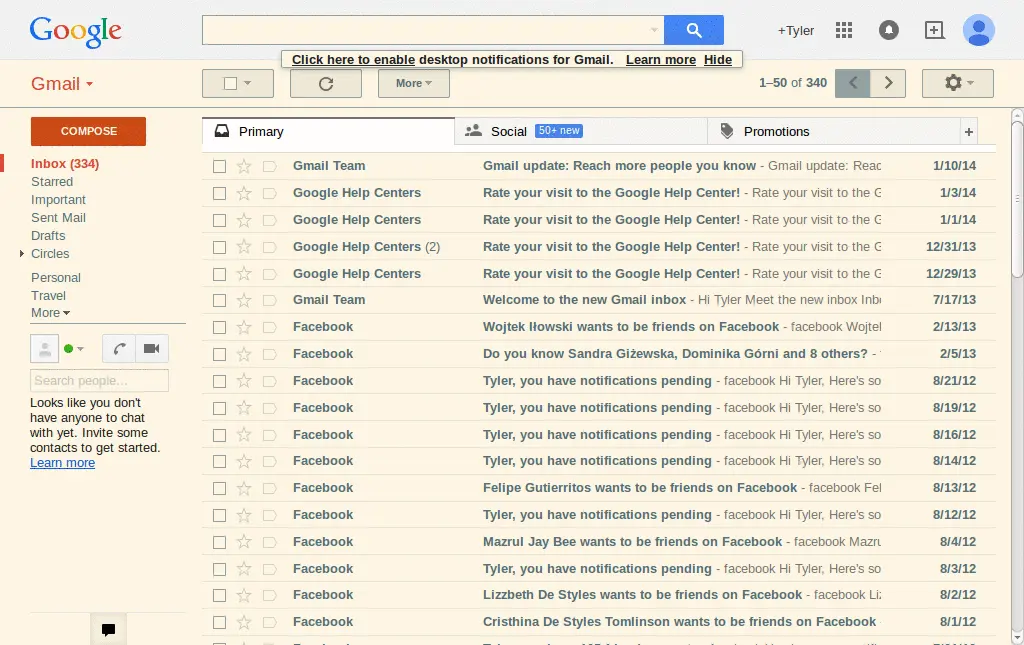 Google
+Tyler
Click here to enable desktop notifications for Gmail. Learn more Hide
Gmail
More
1–50 of 340
COMPOSE
Inbox (334)
Starred
Important
Sent Mail
Drafts
Circles
Personal
Travel
More
Search people...
Looks like you don't
have anyone to chat
with yet. Invite some
contacts to get started.
Learn more
Primary
Social 50+ new
Promotions
+
Gmail Team Gmail update: Reach more people you know - Gmail update: Reac 1/10/14
Google Help Centers Rate your visit to the Google Help Center! - Rate your visit to the G 1/3/14
Google Help Centers Rate your visit to the Google Help Center! - Rate your visit to the G 1/1/14
Google Help Centers (2) Rate your visit to the Google Help Center! - Rate your visit to the G 12/31/13
Google Help Centers Rate your visit to the Google Help Center! - Rate your visit to the G 12/29/13
Gmail Team Welcome to the new Gmail inbox - Hi Tyler Meet the new inbox Inbo 7/17/13
Facebook Wojtek Iłowski wants to be friends on Facebook - facebook Wojtek 2/13/13
Facebook Do you know Sandra Giżewska, Dominika Górni and 8 others? - 2/5/13
Facebook Tyler, you have notifications pending - facebook Hi Tyler, Here's so 8/21/12
Facebook Tyler, you have notifications pending - facebook Hi Tyler, Here's so 8/19/12
Facebook Tyler, you have notifications pending - facebook Hi Tyler, Here's so 8/16/12
Facebook Tyler, you have notifications pending - facebook Hi Tyler, Here's so 8/14/12
Facebook Felipe Gutierritos wants to be friends on Facebook - facebook Fel 8/13/12
Facebook Tyler, you have notifications pending - facebook Hi Tyler, Here's so 8/12/12
Facebook Mazrul Jay Bee wants to be friends on Facebook - facebook Mazru 8/4/12
Facebook Tyler, you have notifications pending - facebook Hi Tyler, Here's so 8/3/12
Facebook Lizzbeth De Styles wants to be friends on Facebook - facebook Liz 8/2/12
Facebook Cristhina De Styles Tomlinson wants to be friends on Facebook 8/1/12